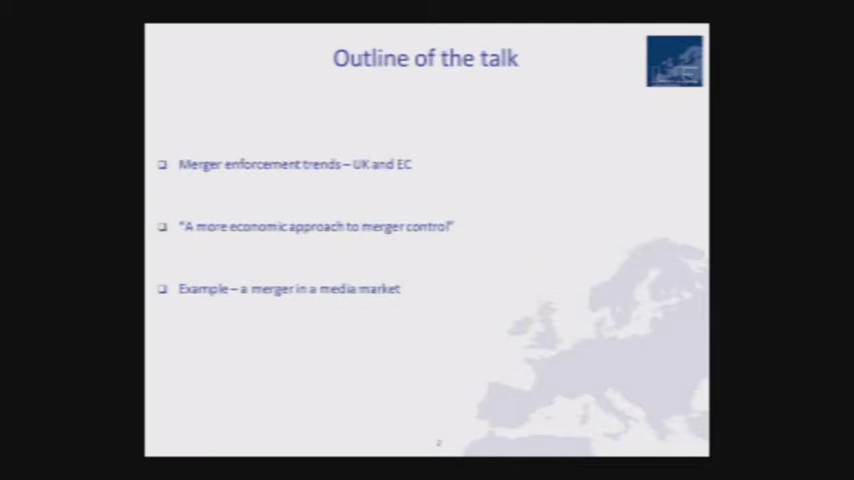 Outline of the talk
Merger enforcement trends – UK and EC
"A more economic approach to merger control"
Example – a merger in a media market
2